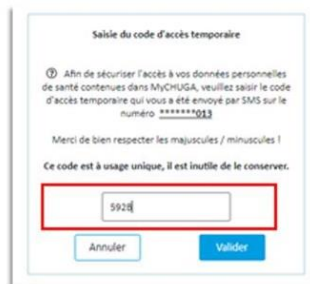 Saisie du code d'accès temporaire
Afin de sécuriser l'accès à vos données personnelles
de santé contenues dans MyCHUGA, veuillez saisir le code
d'accès temporaire qui vous a été envoyé par SMS sur le
numéro *******013
Merci de bien respecter les majuscules / minuscules !
Ce code est à usage unique, il est inutile de le conserver.
592B
Annuler Valider